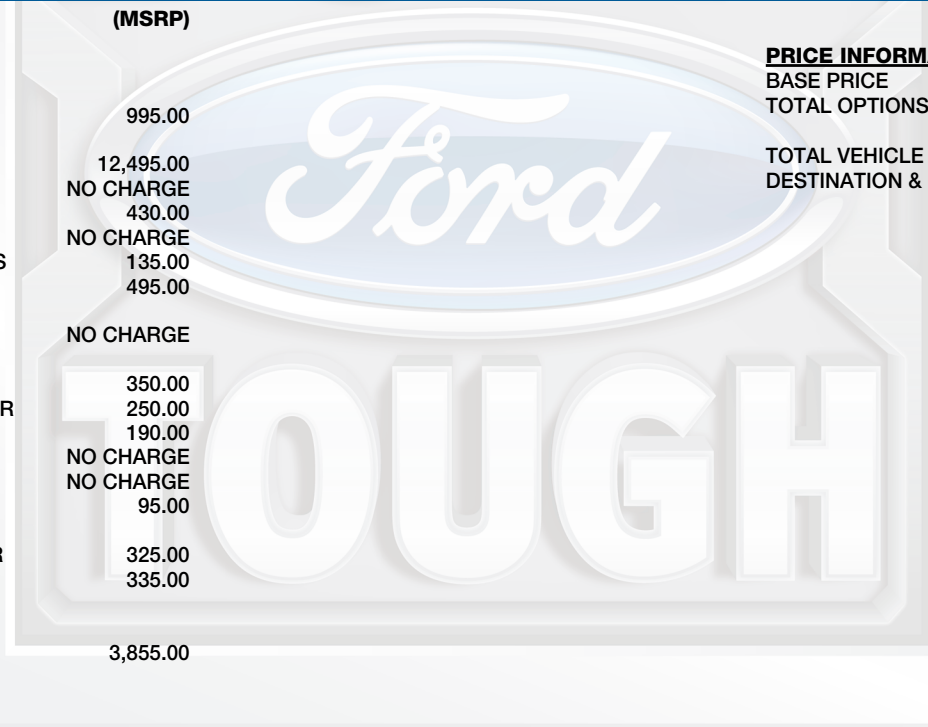 (MSRP)
995.00
12,495.00
NO CHARGE
430.00
NO CHARGE
S 135.00
495.00
NO CHARGE
350.00
R 250.00
190.00
NO CHARGE
NO CHARGE
95.00
R 325.00
335.00
3,855.00
PRICE INFORMA
BASE PRICE
TOTAL OPTIONS
TOTAL VEHICLE
DESTINATION &
Ford
TOUGH